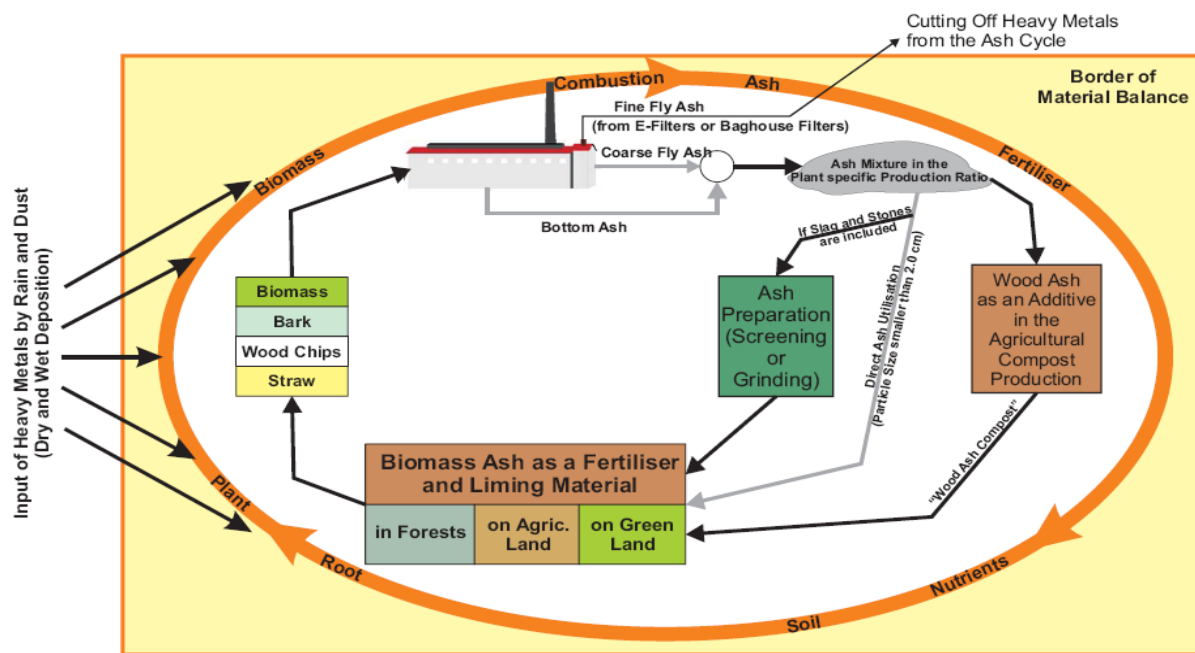 Cutting Off Heavy Metals
from the Ash Cycle
Border of
Material Balance
Combustion
Ash
Fertiliser
Nutrients
Soil
Root
Plant
Biomass
Input of Heavy Metals by Rain and Dust
(Dry and Wet Deposition)
Fine Fly Ash
(from E-Filters or Baghouse Filters)
Coarse Fly Ash
Bottom Ash
Ash Mixture in the
Plant specific Production Ratio
If Slag and Stones
are included
Direct Ash Utilisation
(Particle Size smaller than 2.0 cm)
Biomass
Bark
Wood Chips
Straw
Ash
Preparation
(Screening
or
Grinding)
Wood Ash
as an Additive
in the
Agricultural
Compost
Production
"Wood Ash Compost"
Biomass Ash as a Fertiliser
and Liming Material
in Forests
on Agric.
Land
on Green
Land